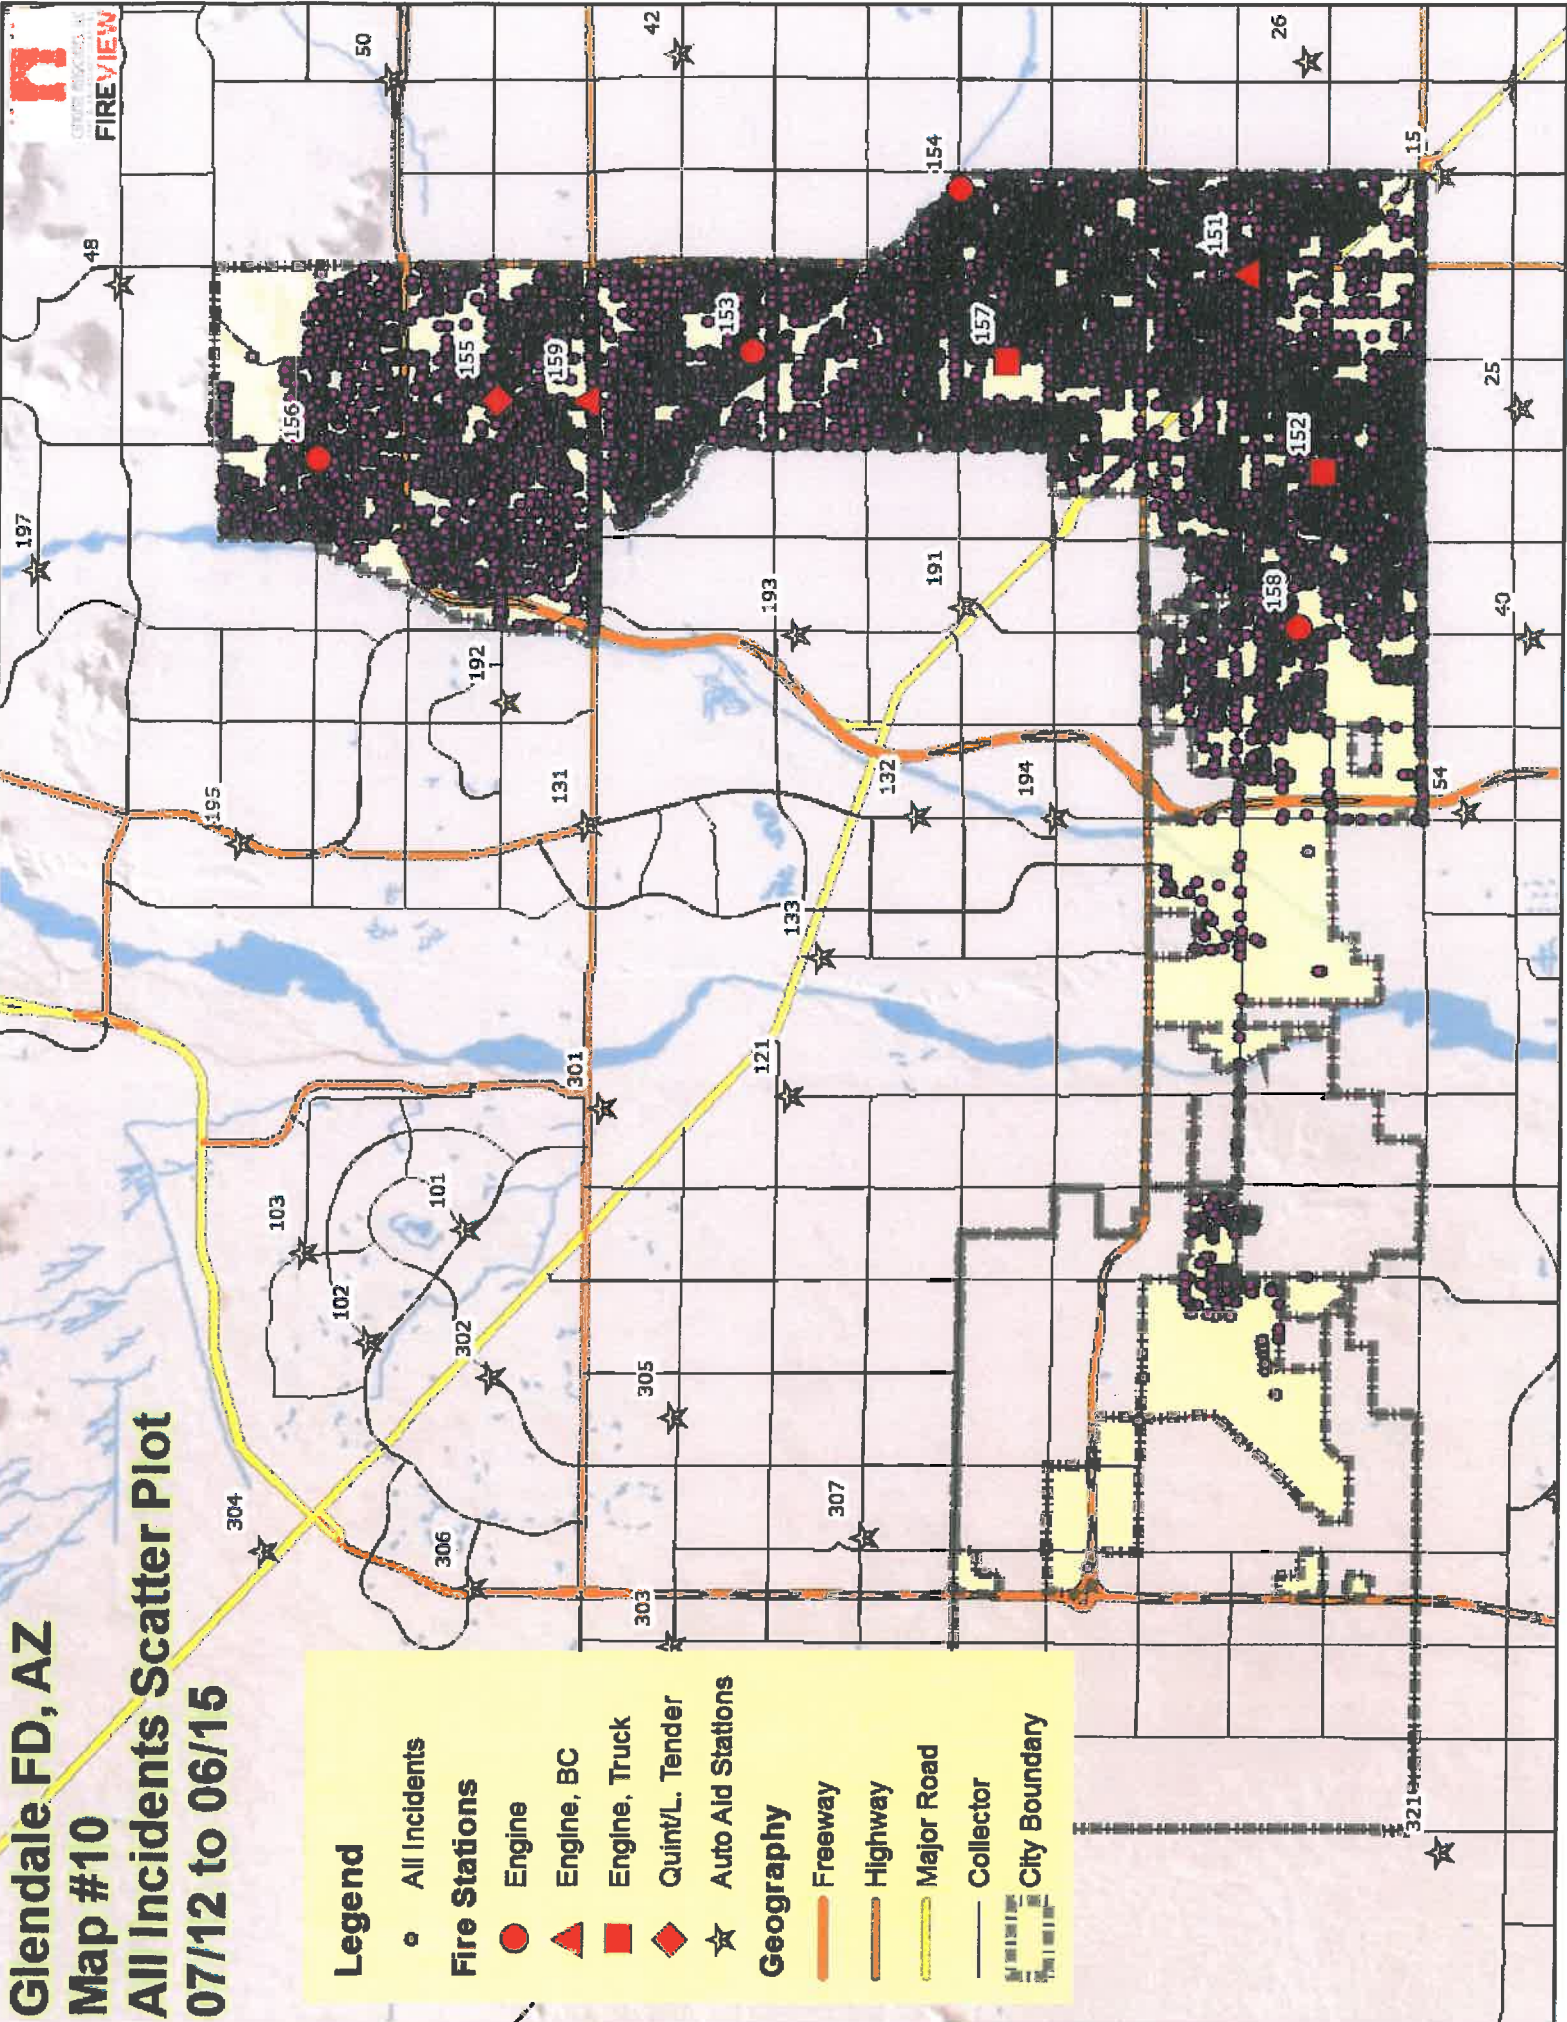 Glendale FD, AZ
Map #10
All Incidents Scatter Plot
07/12 to 06/15
FIREVIEW
Legend
All Incidents
Fire Stations
Engine
Engine, BC
Engine, Truck
Quint/L. Tender
Auto Aid Stations
Geography
Freeway
Highway
Major Road
Collector
City Boundary
197
48
50
42
26
15
156
155
159
153
154
157
151
152
158
25
40
54
195
192
193
191
131
132
194
133
301
121
103
101
102
302
305
304
306
307
303
321